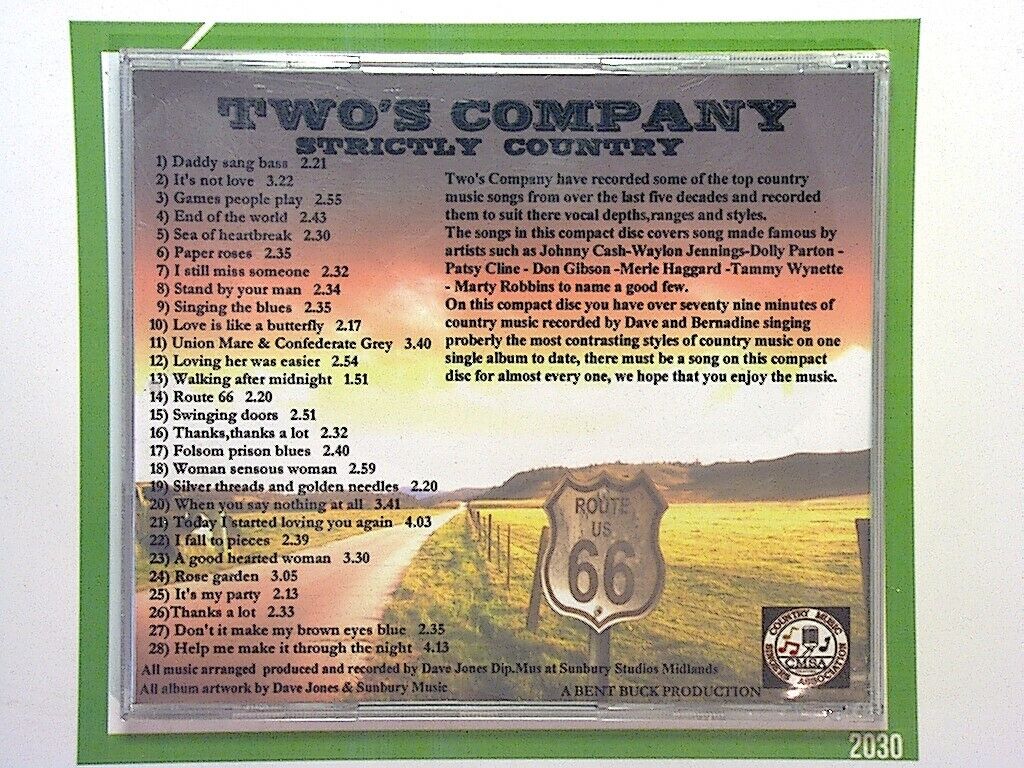 TWO'S COMPANY
STRICTLY COUNTRY
1) Daddy sang bass 2.21
2) It's not love 3.22
3) Games people play 2.55
4) End of the world 2.43
5) Sea of heartbreak 2.30
6) Paper roses 2.35
7) I still miss someone 2.32
8) Stand by your man 2.34
9) Singing the blues 2.35
10) Love is like a butterfly 2.17
11) Union Mare & Confederate Grey 3.40
12) Loving her was easier 2.54
13) Walking after midnight 1.51
14) Route 66 2.20
15) Swinging doors 2.51
16) Thanks,thanks a lot 2.32
17) Folsom prison blues 2.40
18) Woman sensous woman 2.59
19) Silver threads and golden needles 2.20
20) When you say nothing at all 3.41
21) Today I started loving you again 4.03
22) I fall to pieces 2.39
23) A good hearted woman 3.30
24) Rose garden 3.05
25) It's my party 2.13
26)Thanks a lot 2.33
27) Don't it make my brown eyes blue 2.35
28) Help me make it through the night 4.13
Two's Company have recorded some of the top country
music songs from over the last five decades and recorded
them to suit there vocal depths,ranges and styles.
The songs in this compact disc covers song made famous by
artists such as Johnny Cash-Waylon Jennings-Dolly Parton -
Patsy Cline - Don Gibson -Merle Haggard -Tammy Wynette
- Marty Robbins to name a good few.
On this compact disc you have over seventy nine minutes of
country music recorded by Dave and Bernadine singing
proberly the most contrasting styles of country music on one
single album to date, there must be a song on this compact
disc for almost every one, we hope that you enjoy the music.
ROUTE
US
66
COUNTRY MUSIC
CMSA
SINGERS ASSOCIATION
All music arranged produced and recorded by Dave Jones Dip.Mus at Sunbury Studios Midlands
All album artwork by Dave Jones & Sunbury Music
A BENT BUCK PRODUCTION
2030